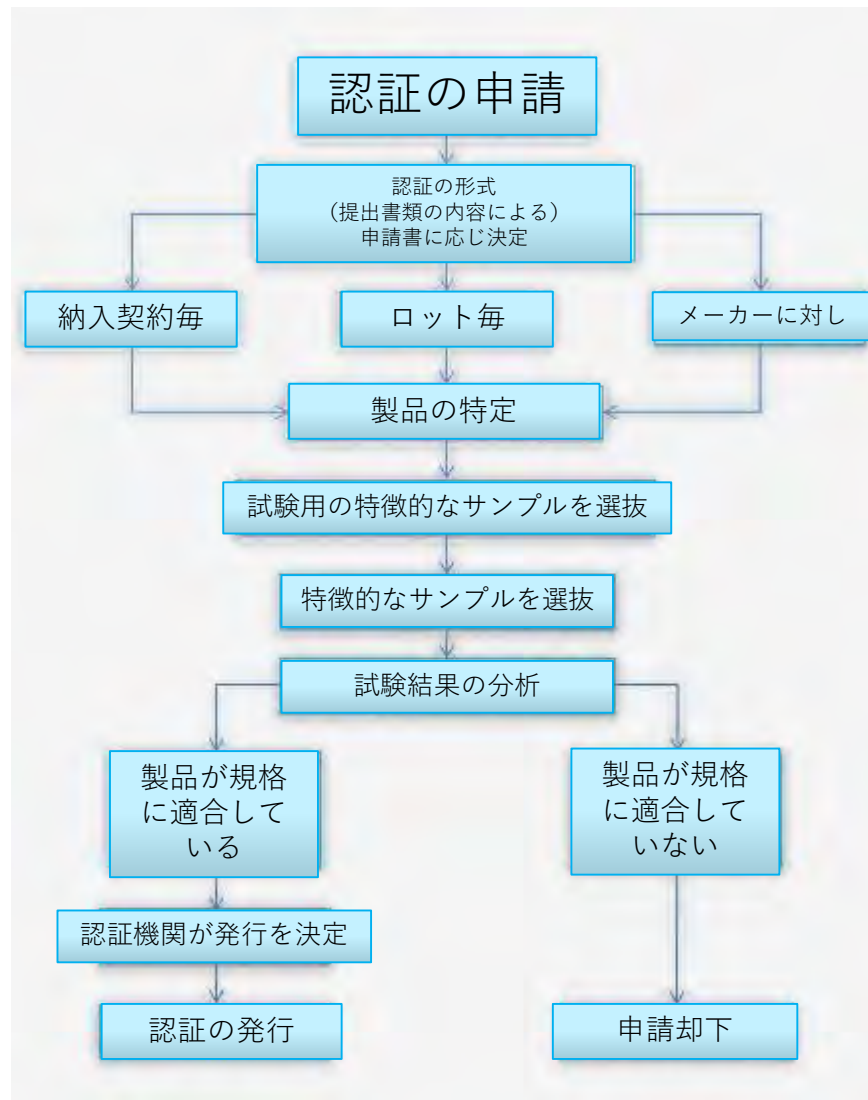 認証の申請
認証の形式
（提出書類の内容による）
申請書に応じ決定
納入契約毎
ロット毎
メーカーに対し
製品の特定
試験用の特徴的なサンプルを選抜
特徴的なサンプルを選抜
試験結果の分析
製品が規格
に適合して
いる
製品が規格
に適合して
いない
認証機関が発行を決定
認証の発行
申請却下